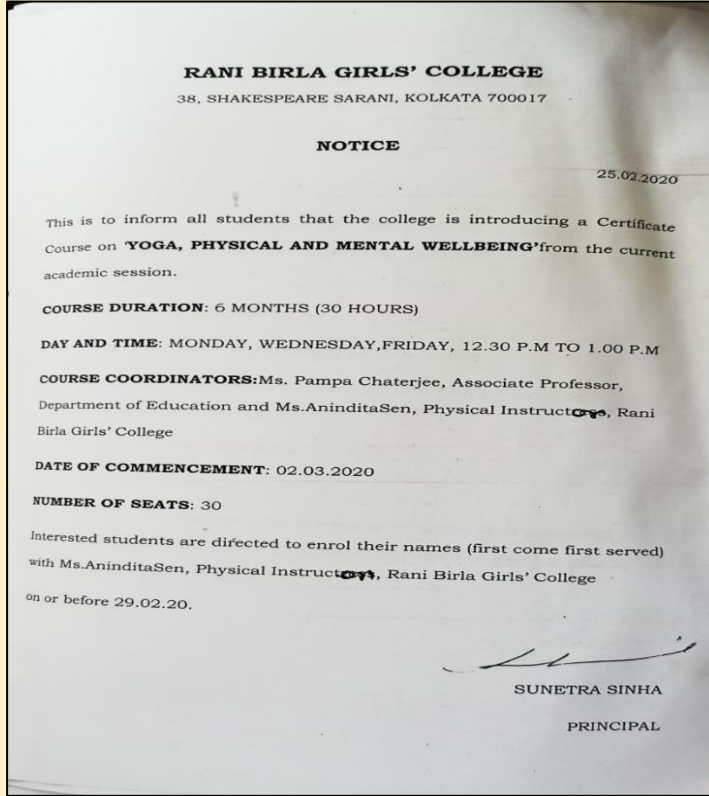 RANI BIRLA GIRLS' COLLEGE
38, SHAKESPEARE SARANI, KOLKATA 700017
NOTICE
25.02.2020
This is to inform all students that the college is introducing a Certificate
Course on 'YOGA, PHYSICAL AND MENTAL WELLBEING'from the current
academic session.
COURSE DURATION: 6 MONTHS (30 HOURS)
DAY AND TIME: MONDAY, WEDNESDAY,FRIDAY, 12.30 P.M TO 1.00 P.M
COURSE COORDINATORS:Ms. Pampa Chaterjee, Associate Professor,
Department of Education and Ms.AninditaSen, Physical Rani
Birla Girls' College
DATE OF COMMENCEMENT: 02.03.2020
NUMBER OF SEATS: 30
Interested students are directed to enrol their names (first come first served)
with Ms.AninditaSen, Physical Rani Birla Girls' College
on or before 29.02.20.
SUNETRA SINHA
PRINCIPAL